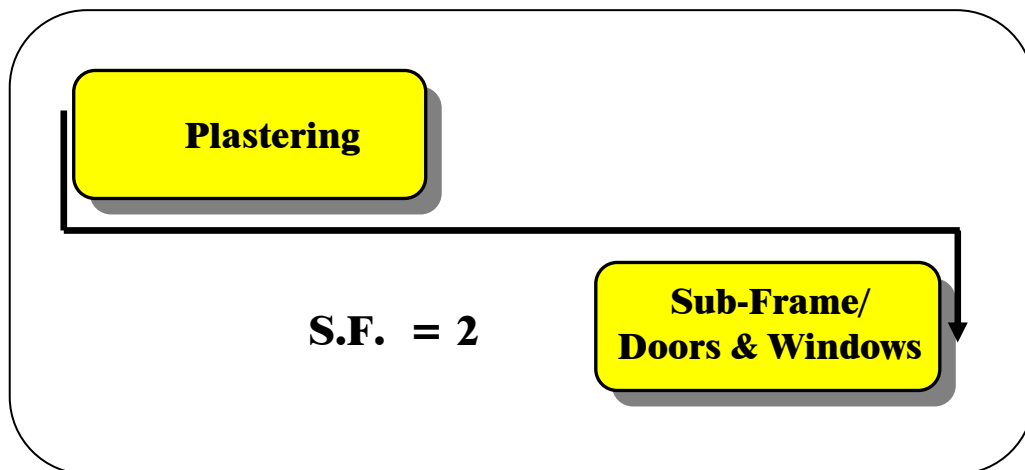 Plastering
Sub-Frame/
Doors & Windows
S.F. = 2